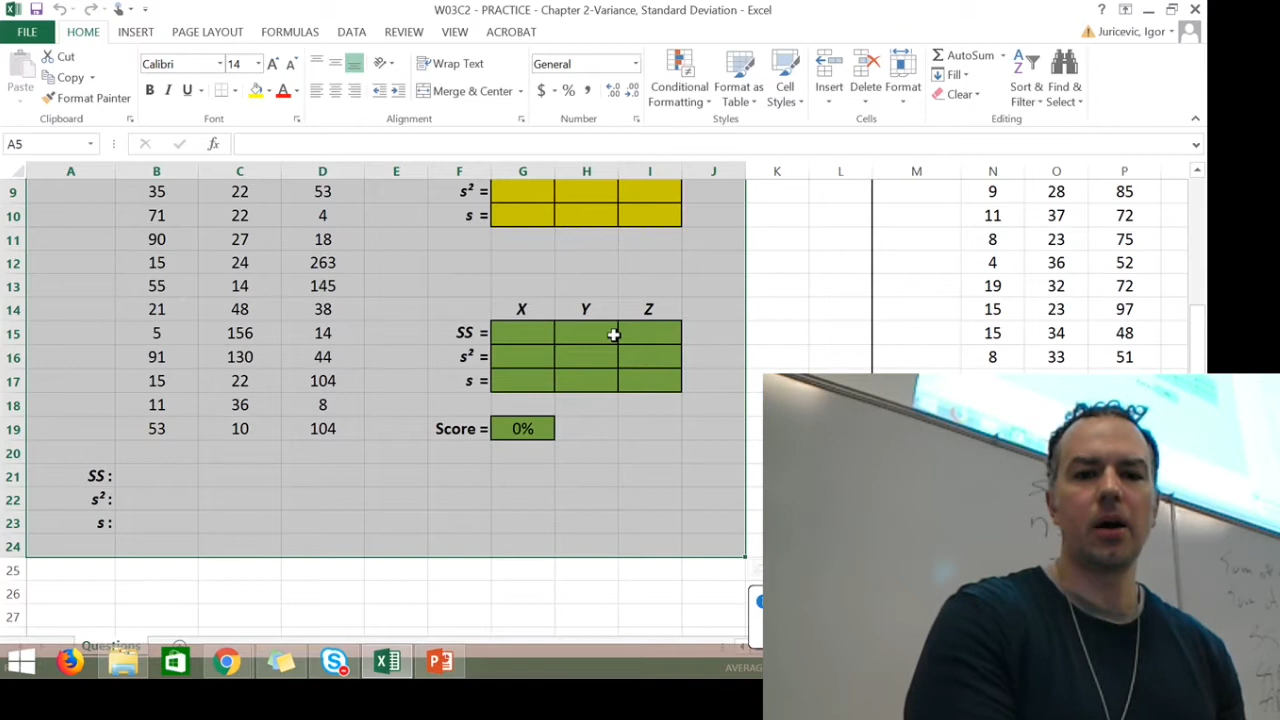 W03C2 - PRACTICE - Chapter 2-Variance, Standard Deviation - Excel
FILE HOME INSERT PAGE LAYOUT FORMULAS DATA REVIEW VIEW ACROBAT
Juricevic, Igor
Paste
Cut
Copy
Format Painter
Calibri 14
B I U
Wrap Text
Merge & Center
General
$ % ,
Conditional Formatting
Format as Table
Cell Styles
Insert Delete Format
AutoSum
Fill
Clear
Sort & Filter
Find & Select
Clipboard Font Alignment Number Styles Cells Editing
A5 fx
A B C D E F G H I J K L M N O P
9 35 22 53 s² = 9 28 85
10 71 22 4 s = 11 37 72
11 90 27 18 8 23 75
12 15 24 263 4 36 52
13 55 14 145 19 32 72
14 21 48 38 X Y Z 15 23 97
15 5 156 14 SS = 15 34 48
16 91 130 44 s² = 8 33 51
17 15 22 104 s =
18 11 36 8
19 53 10 104 Score = 0%
20
21 SS :
22 s² :
23 s :
24
25
26
27
Questions
AVERAG